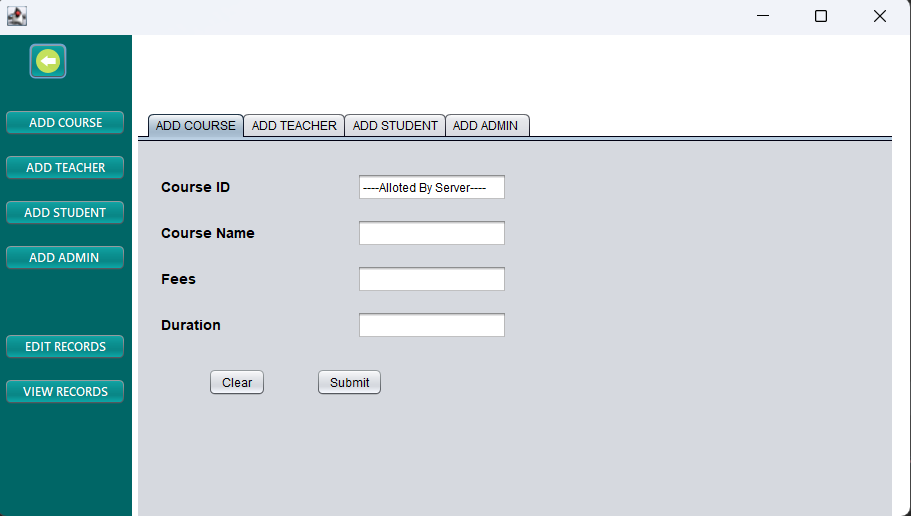 ADD COURSE
ADD TEACHER
ADD STUDENT
ADD ADMIN
EDIT RECORDS
VIEW RECORDS
ADD COURSE ADD TEACHER ADD STUDENT ADD ADMIN
Course ID ----Alloted By Server----
Course Name
Fees
Duration
Clear Submit